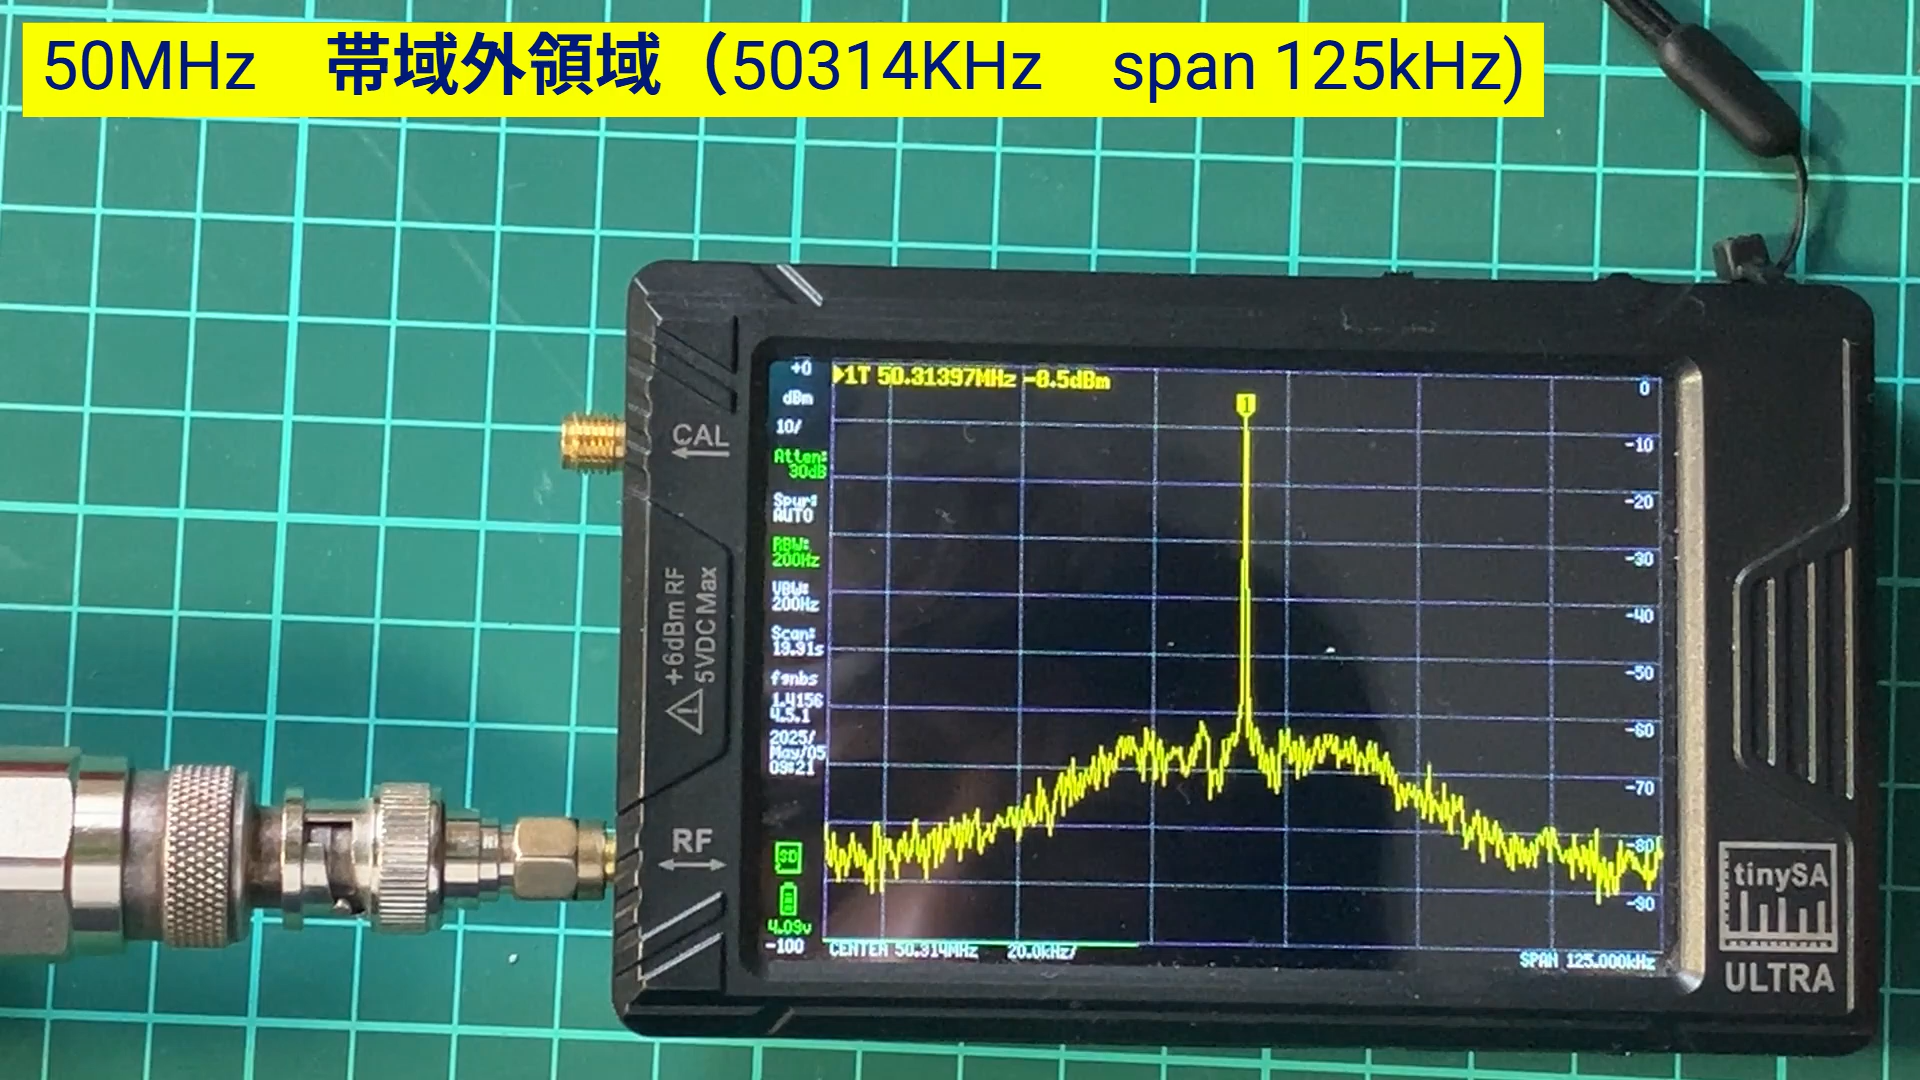 50MHz　帯域外領域（50314KHz　span 125kHz)
+0
dBm
10/
Atten:
30dB
Spur:
AUTO
RBW:
200Hz
VBW:
200Hz
Scan:
19.91s
fgnbs
1.4156
4.5.1
2025/
May/05
09:21
SD
4.09v
-100
1T 50.31397MHz -8.5dBm
1
0
-10
-20
-30
-40
-50
-60
-70
-80
-90
CENTER 50.314MHz 20.0kHz/
SPAN 125.000kHz
CAL
+6dBm RF
5VDC Max
RF
tinySA
ULTRA